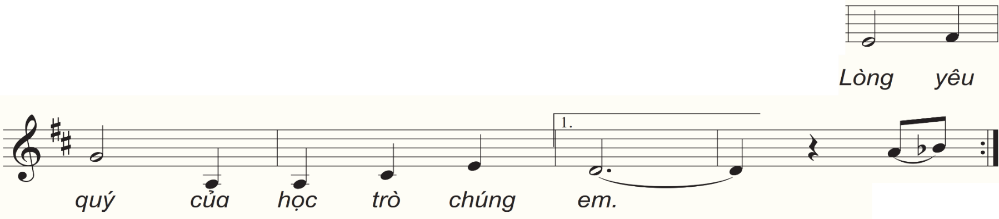 Lòng yêu
1.
quý của học trò chúng em.